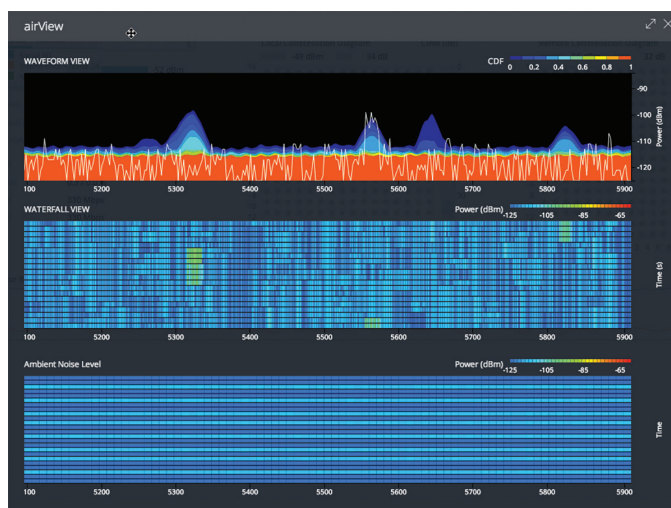 airView
WAVEFORM VIEW
CDF
0 0.2 0.4 0.6 0.8 1
-90
-100
-110
-120
Power (dBm)
100 5200 5300 5400 5500 5600 5700 5800 5900
WATERFALL VIEW
Power (dBm)
-125 -105 -85 -65
Time (s)
100 5200 5300 5400 5500 5600 5700 5800 5900
Ambient Noise Level
Power (dBm)
-125 -105 -85 -65
Time
100 5200 5300 5400 5500 5600 5700 5800 5900